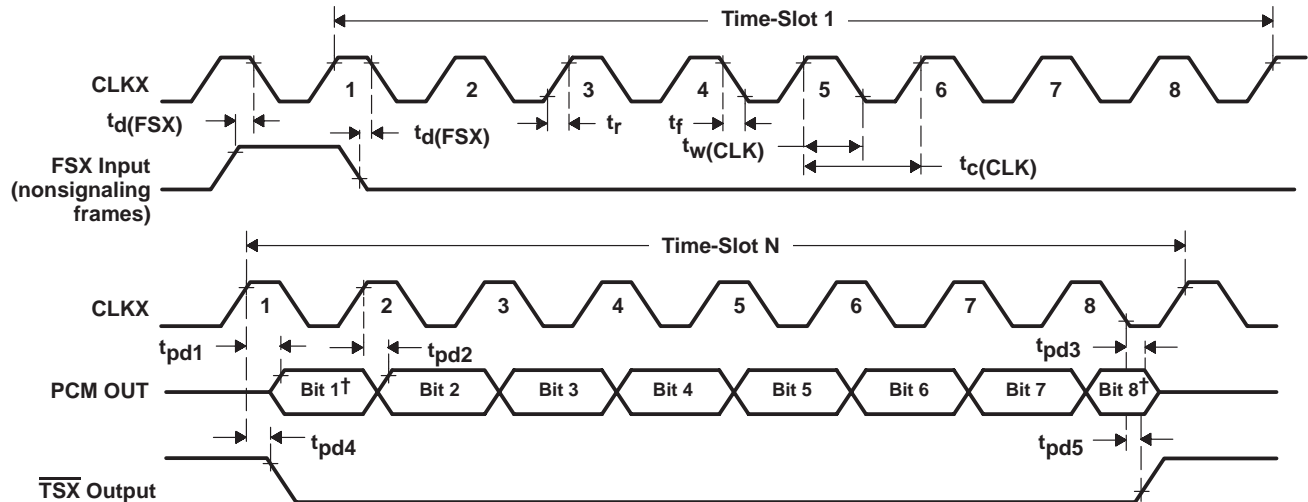 Time-Slot 1
CLKX
1 2 3 4 5 6 7 8
td(FSX)
td(FSX)
tr
tf
tw(CLK)
tc(CLK)
FSX Input
(nonsignaling
frames)
Time-Slot N
CLKX
1 2 3 4 5 6 7 8
tpd1
tpd2
tpd3
PCM OUT
Bit 1† Bit 2 Bit 3 Bit 4 Bit 5 Bit 6 Bit 7 Bit 8†
tpd4
tpd5
TSX Output